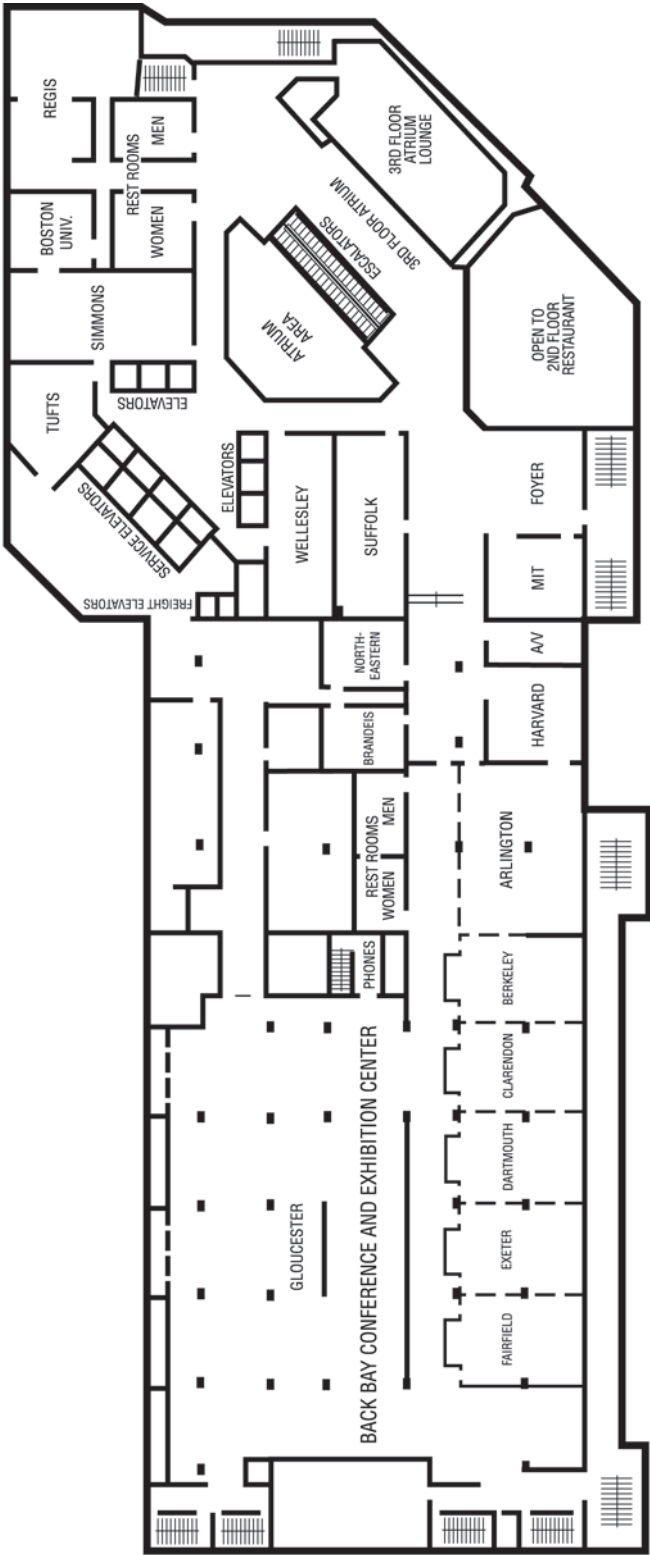 REGIS
REST ROOMS
MEN
WOMEN
BOSTON
UNIV.
SIMMONS
TUFTS
ELEVATORS
SERVICE ELEVATORS
FREIGHT ELEVATORS
ELEVATORS
ATRIUM
AREA
ESCALATORS
3RD FLOOR ATRIUM
3RD FLOOR
ATRIUM
LOUNGE
OPEN TO
2ND FLOOR
RESTAURANT
WELLESLEY
SUFFOLK
FOYER
MIT
A/V
HARVARD
NORTH-
EASTERN
BRANDEIS
REST ROOMS
WOMEN
MEN
PHONES
ARLINGTON
BERKELEY
CLARENDON
DARTMOUTH
EXETER
FAIRFIELD
GLOUCESTER
BACK BAY CONFERENCE AND EXHIBITION CENTER